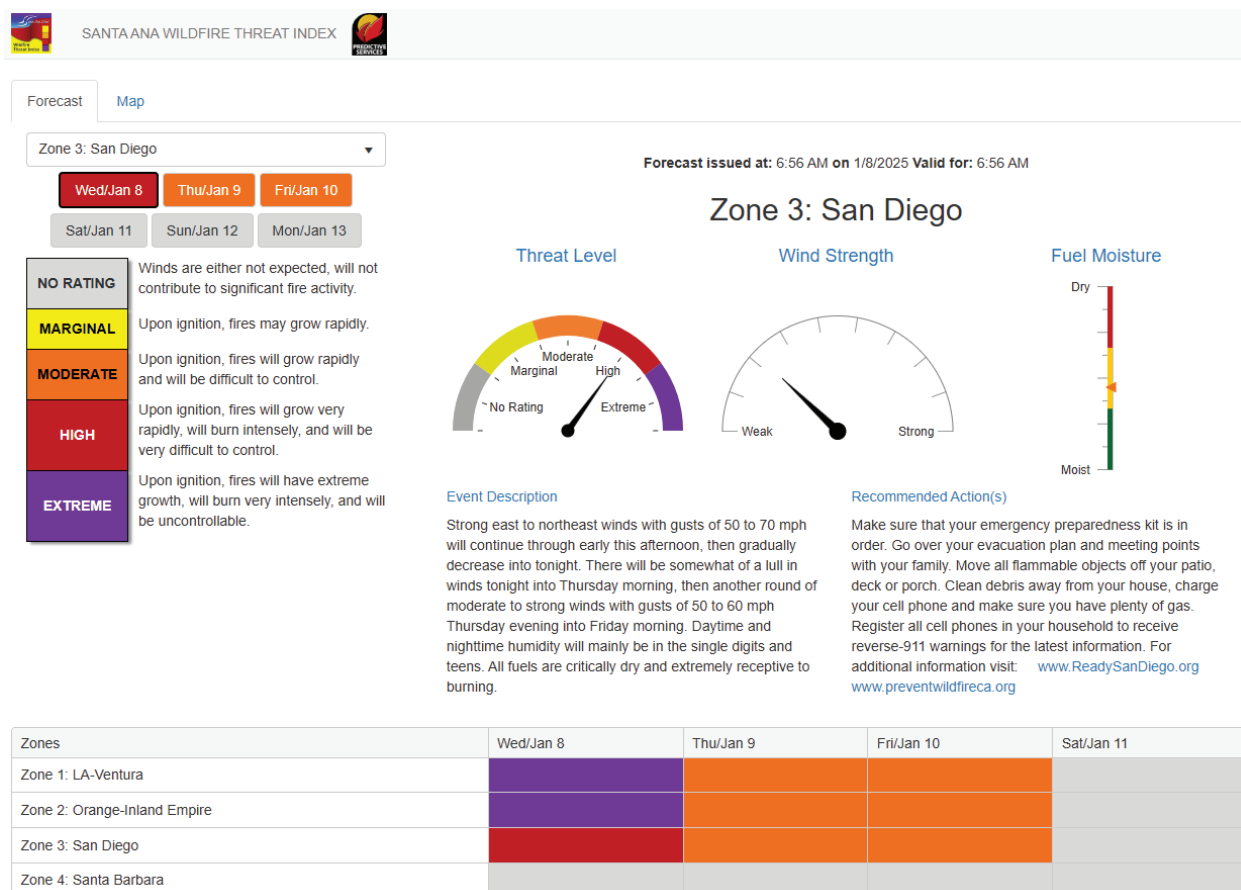 Wildfire
Threat Index
SANTA ANA WILDFIRE THREAT INDEX
PREDICTIVE
SERVICES
Forecast
Map
Zone 3: San Diego
Wed/Jan 8
Thu/Jan 9
Fri/Jan 10
Sat/Jan 11
Sun/Jan 12
Mon/Jan 13
NO RATING
Winds are either not expected, will not
contribute to significant fire activity.
MARGINAL
Upon ignition, fires may grow rapidly.
MODERATE
Upon ignition, fires will grow rapidly
and will be difficult to control.
HIGH
Upon ignition, fires will grow very
rapidly, will burn intensely, and will be
very difficult to control.
EXTREME
Upon ignition, fires will have extreme
growth, will burn very intensely, and will
be uncontrollable.
Forecast issued at: 6:56 AM on 1/8/2025 Valid for: 6:56 AM
Zone 3: San Diego
Threat Level
No Rating
Marginal
Moderate
High
Extreme
Wind Strength
Weak
Strong
Fuel Moisture
Dry
Moist
Event Description
Strong east to northeast winds with gusts of 50 to 70 mph
will continue through early this afternoon, then gradually
decrease into tonight. There will be somewhat of a lull in
winds tonight into Thursday morning, then another round of
moderate to strong winds with gusts of 50 to 60 mph
Thursday evening into Friday morning. Daytime and
nighttime humidity will mainly be in the single digits and
teens. All fuels are critically dry and extremely receptive to
burning.
Recommended Action(s)
Make sure that your emergency preparedness kit is in
order. Go over your evacuation plan and meeting points
with your family. Move all flammable objects off your patio,
deck or porch. Clean debris away from your house, charge
your cell phone and make sure you have plenty of gas.
Register all cell phones in your household to receive
reverse-911 warnings for the latest information. For
additional information visit: www.ReadySanDiego.org
www.preventwildfireca.org
Zones
Wed/Jan 8
Thu/Jan 9
Fri/Jan 10
Sat/Jan 11
Zone 1: LA-Ventura
Zone 2: Orange-Inland Empire
Zone 3: San Diego
Zone 4: Santa Barbara